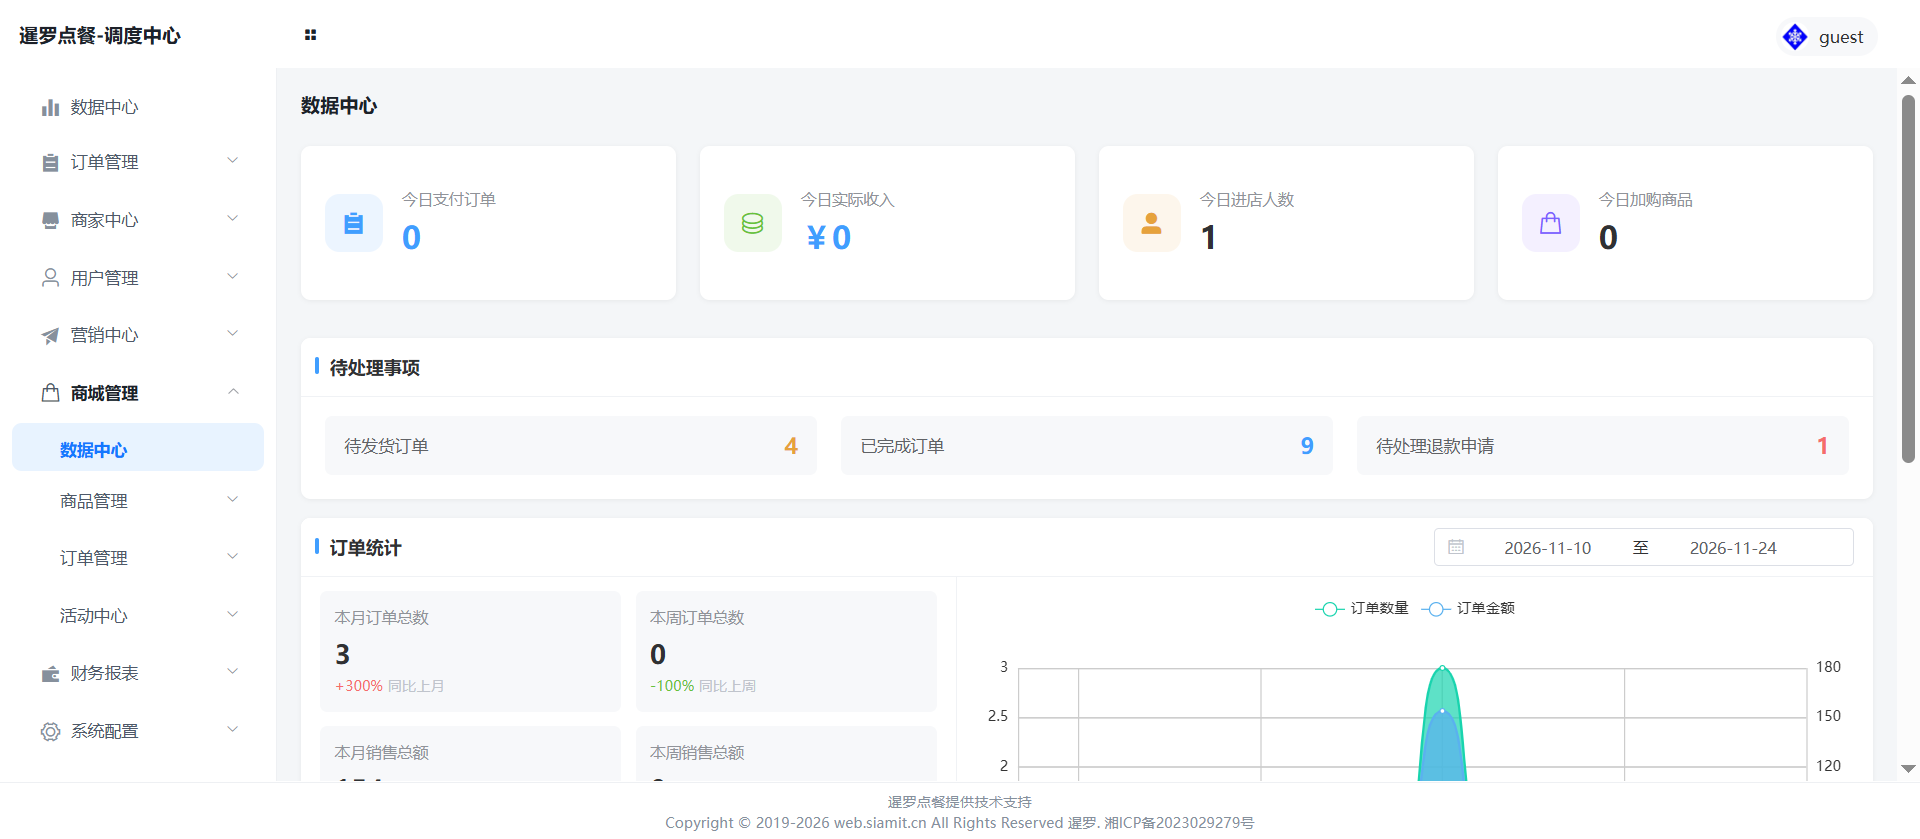 暹罗点餐-调度中心
guest
数据中心
订单管理
商家中心
用户管理
营销中心
商城管理
数据中心
商品管理
订单管理
活动中心
财务报表
系统配置
数据中心
今日支付订单
0
今日实际收入
¥0
今日进店人数
1
今日加购商品
0
待处理事项
待发货订单 4
已完成订单 9
待处理退款申请 1
订单统计
2026-11-10 至 2026-11-24
本月订单总数
3
+300% 同比上月
本周订单总数
0
-100% 同比上周
本月销售总额
本周销售总额
订单数量 订单金额
3 180
2.5 150
2 120
暹罗点餐提供技术支持
Copyright © 2019-2026 web.siamit.cn All Rights Reserved 暹罗. 湘ICP备2023029279号